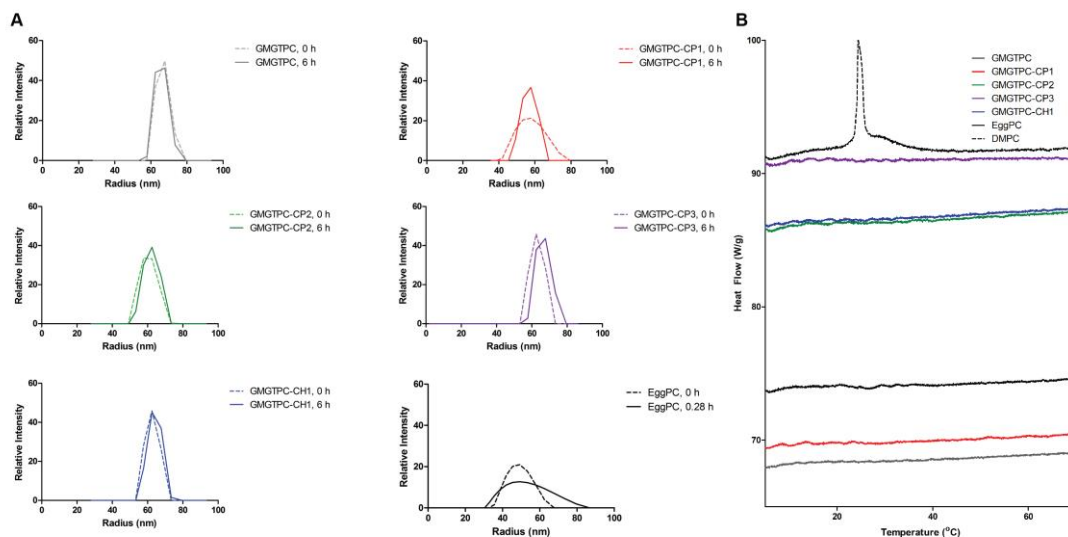 A
60
40
20
0
Relative Intensity
0 20 40 60 80 100
Radius (nm)
GMGTPC, 0 h
GMGTPC, 6 h
60
40
20
0
Relative Intensity
0 20 40 60 80 100
Radius (nm)
GMGTPC-CP1, 0 h
GMGTPC-CP1, 6 h
60
40
20
0
Relative Intensity
0 20 40 60 80 100
Radius (nm)
GMGTPC-CP2, 0 h
GMGTPC-CP2, 6 h
60
40
20
0
Relative Intensity
0 20 40 60 80 100
Radius (nm)
GMGTPC-CP3, 0 h
GMGTPC-CP3, 6 h
60
40
20
0
Relative Intensity
0 20 40 60 80 100
Radius (nm)
GMGTPC-CH1, 0 h
GMGTPC-CH1, 6 h
60
40
20
0
Relative Intensity
0 20 40 60 80 100
Radius (nm)
EggPC, 0 h
EggPC, 0.28 h
B
100
90
80
70
Heat Flow (W/g)
20 40 60
Temperature (°C)
GMGTPC
GMGTPC-CP1
GMGTPC-CP2
GMGTPC-CP3
GMGTPC-CH1
EggPC
DMPC